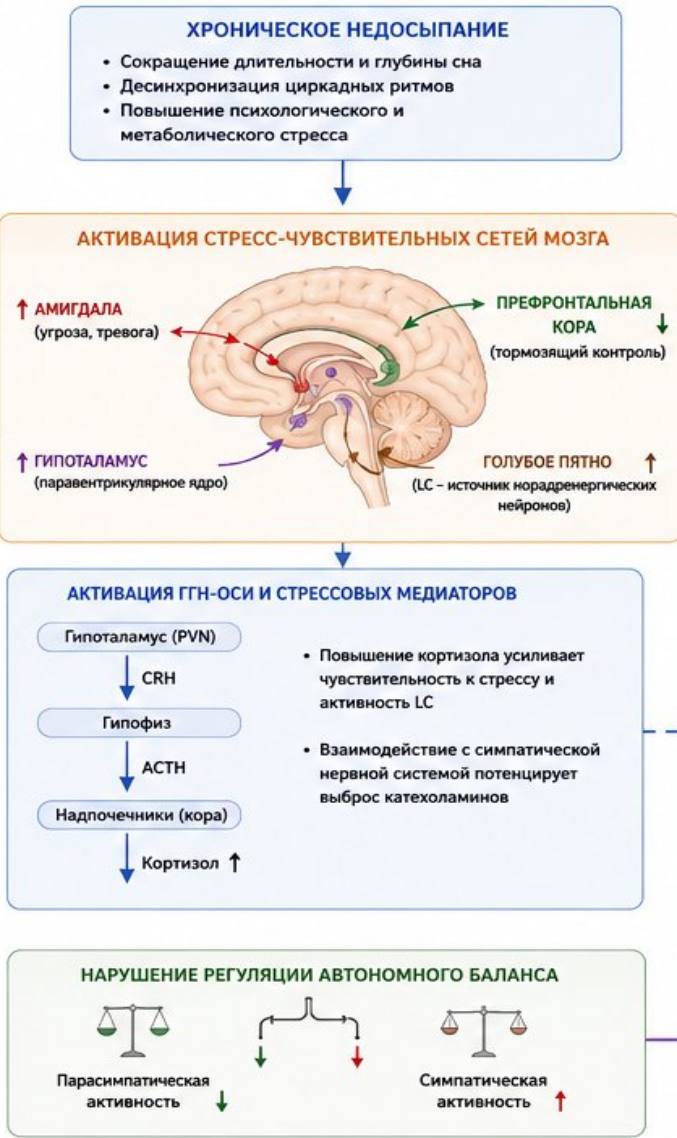 ХРОНИЧЕСКОЕ НЕДОСЫПАНИЕ
• Сокращение длительности и глубины сна
• Десинхронизация циркадных ритмов
• Повышение психологического и
метаболического стресса
АКТИВАЦИЯ СТРЕСС-ЧУВСТВИТЕЛЬНЫХ СЕТЕЙ МОЗГА
↑ АМИГДАЛА
(угроза, тревога)
ПРЕФРОНТАЛЬНАЯ
КОРА ↓
(тормозящий контроль)
↑ ГИПОТАЛАМУС
(паравентрикулярное ядро)
ГОЛУБОЕ ПЯТНО ↑
(LC – источник норадренергических
нейронов)
АКТИВАЦИЯ ГГН-ОСИ И СТРЕССОВЫХ МЕДИАТОРОВ
Гипоталамус (PVN)
CRH
Гипофиз
ACTH
Надпочечники (кора)
Кортизол ↑
• Повышение кортизола усиливает
чувствительность к стрессу и
активность LC
• Взаимодействие с симпатической
нервной системой потенцирует
выброс катехоламинов
НАРУШЕНИЕ РЕГУЛЯЦИИ АВТОНОМНОГО БАЛАНСА
Парасимпатическая
активность ↓
Симпатическая
активность ↑